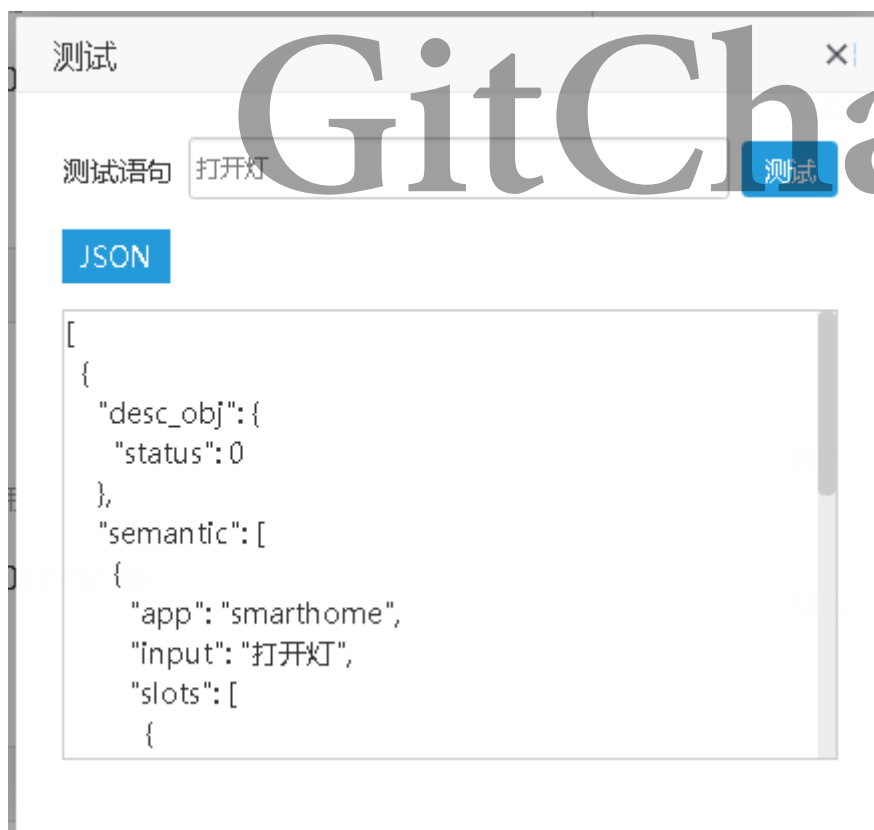 测试
GitCha
测试语句 打开灯 测试
JSON
[
{
"desc_obj": {
"status": 0
},
"semantic": [
{
"app": "smarthome",
"input": "打开灯",
"slots": [
{